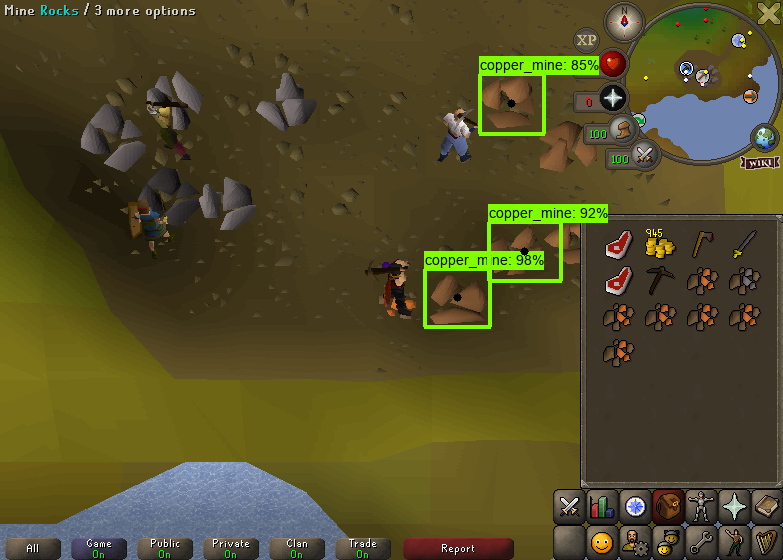 Mine Rocks / 3 more options
N
XP
copper_mine: 85%
0
100
100
WIKI
copper_mine: 92%
945
copper_mine: 98%
All
Game
On
Public
On
Private
On
Clan
On
Trade
On
Report